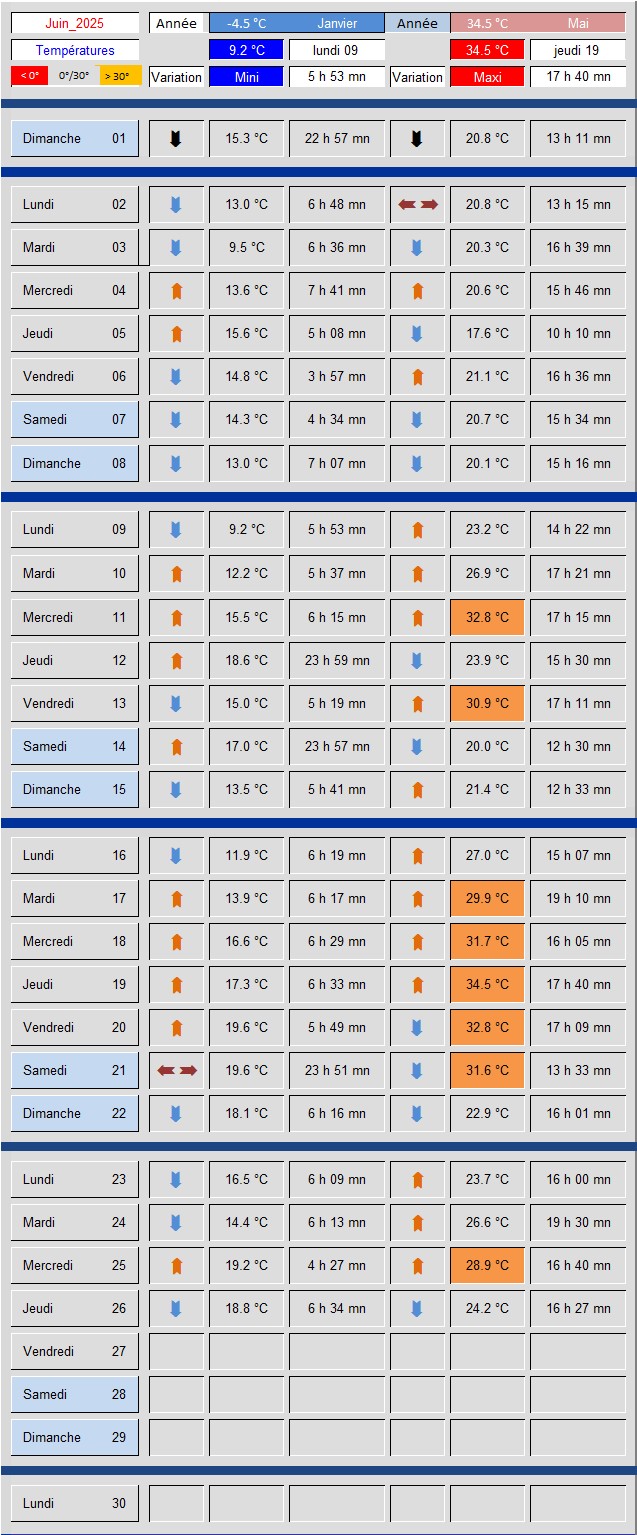 Juin_2025 Année -4.5 °C Janvier Année 34.5 °C Mai
Températures 9.2 °C lundi 09 34.5 °C jeudi 19
< 0° 0°/30° > 30° Variation Mini 5 h 53 mn Variation Maxi 17 h 40 mn
Dimanche 01 15.3 °C 22 h 57 mn 20.8 °C 13 h 11 mn
Lundi 02 13.0 °C 6 h 48 mn 20.8 °C 13 h 15 mn
Mardi 03 9.5 °C 6 h 36 mn 20.3 °C 16 h 39 mn
Mercredi 04 13.6 °C 7 h 41 mn 20.6 °C 15 h 46 mn
Jeudi 05 15.6 °C 5 h 08 mn 17.6 °C 10 h 10 mn
Vendredi 06 14.8 °C 3 h 57 mn 21.1 °C 16 h 36 mn
Samedi 07 14.3 °C 4 h 34 mn 20.7 °C 15 h 34 mn
Dimanche 08 13.0 °C 7 h 07 mn 20.1 °C 15 h 16 mn
Lundi 09 9.2 °C 5 h 53 mn 23.2 °C 14 h 22 mn
Mardi 10 12.2 °C 5 h 37 mn 26.9 °C 17 h 21 mn
Mercredi 11 15.5 °C 6 h 15 mn 32.8 °C 17 h 15 mn
Jeudi 12 18.6 °C 23 h 59 mn 23.9 °C 15 h 30 mn
Vendredi 13 15.0 °C 5 h 19 mn 30.9 °C 17 h 11 mn
Samedi 14 17.0 °C 23 h 57 mn 20.0 °C 12 h 30 mn
Dimanche 15 13.5 °C 5 h 41 mn 21.4 °C 12 h 33 mn
Lundi 16 11.9 °C 6 h 19 mn 27.0 °C 15 h 07 mn
Mardi 17 13.9 °C 6 h 17 mn 29.9 °C 19 h 10 mn
Mercredi 18 16.6 °C 6 h 29 mn 31.7 °C 16 h 05 mn
Jeudi 19 17.3 °C 6 h 33 mn 34.5 °C 17 h 40 mn
Vendredi 20 19.6 °C 5 h 49 mn 32.8 °C 17 h 09 mn
Samedi 21 19.6 °C 23 h 51 mn 31.6 °C 13 h 33 mn
Dimanche 22 18.1 °C 6 h 16 mn 22.9 °C 16 h 01 mn
Lundi 23 16.5 °C 6 h 09 mn 23.7 °C 16 h 00 mn
Mardi 24 14.4 °C 6 h 13 mn 26.6 °C 19 h 30 mn
Mercredi 25 19.2 °C 4 h 27 mn 28.9 °C 16 h 40 mn
Jeudi 26 18.8 °C 6 h 34 mn 24.2 °C 16 h 27 mn
Vendredi 27
Samedi 28
Dimanche 29
Lundi 30